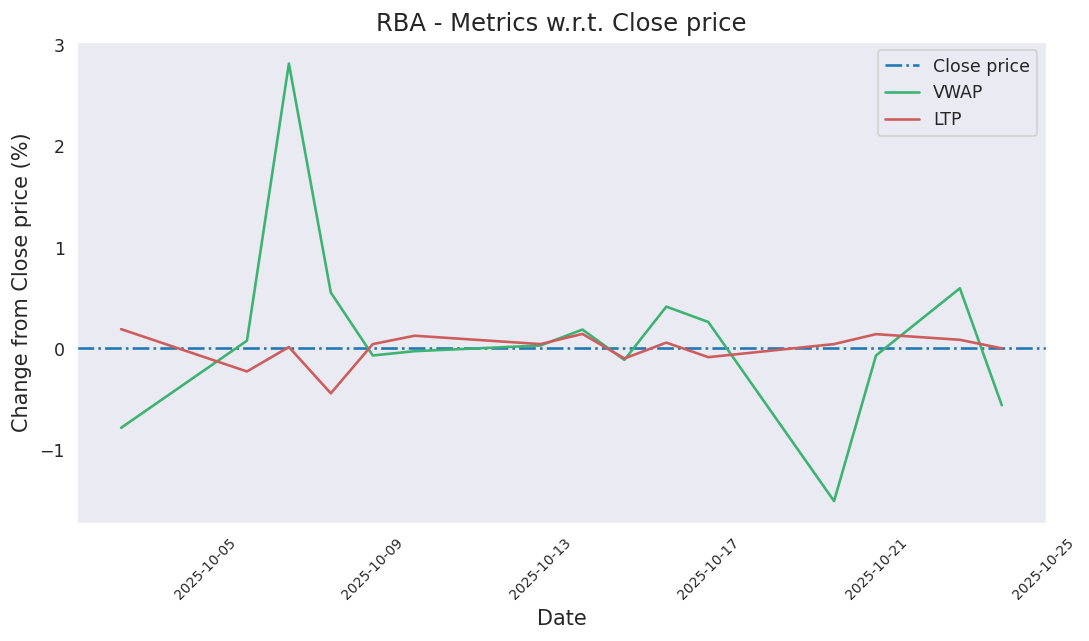 RBA - Metrics w.r.t. Close price
Close price
VWAP
LTP
Change from Close price (%)
3
2
1
0
−1
2025-10-05
2025-10-09
2025-10-13
2025-10-17
2025-10-21
2025-10-25
Date